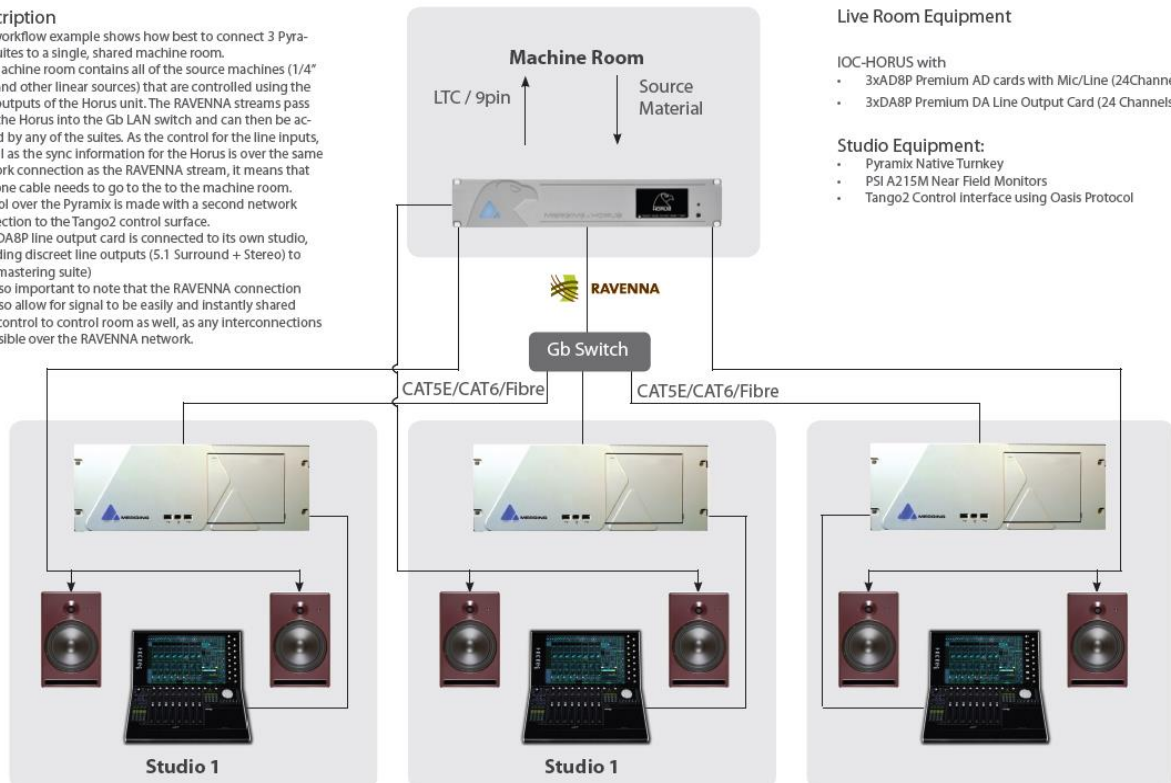 cription
workflow example shows how best to connect 3 Pyra-
uites to a single, shared machine room.
achine room contains all of the source machines (1/4”
and other linear sources) that are controlled using the
outputs of the Horus unit. The RAVENNA streams pass
the Horus into the Gb LAN switch and can then be ac-
d by any of the suites. As the control for the line inputs,
l as the sync information for the Horus is over the same
ork connection as the RAVENNA stream, it means that
one cable needs to go to the to the machine room.
ol over the Pyramix is made with a second network
ection to the Tango2 control surface.
DA8P line output card is connected to its own studio,
ding discreet line outputs (5.1 Surround + Stereo) to
mastering suite)
so important to note that the RAVENNA connection
so allow for signal to be easily and instantly shared
control to control room as well, as any interconnections
sible over the RAVENNA network.
Machine Room
LTC / 9pin
Source
Material
HORUS
RAVENNA
Gb Switch
CAT5E/CAT6/Fibre
CAT5E/CAT6/Fibre
Live Room Equipment
IOC-HORUS with
• 3xAD8P Premium AD cards with Mic/Line (24Channe
• 3xDA8P Premium DA Line Output Card (24 Channels
Studio Equipment:
• Pyramix Native Turnkey
• PSI A215M Near Field Monitors
• Tango2 Control interface using Oasis Protocol
MERGING
MERGING
MERGING
Studio 1
Studio 1